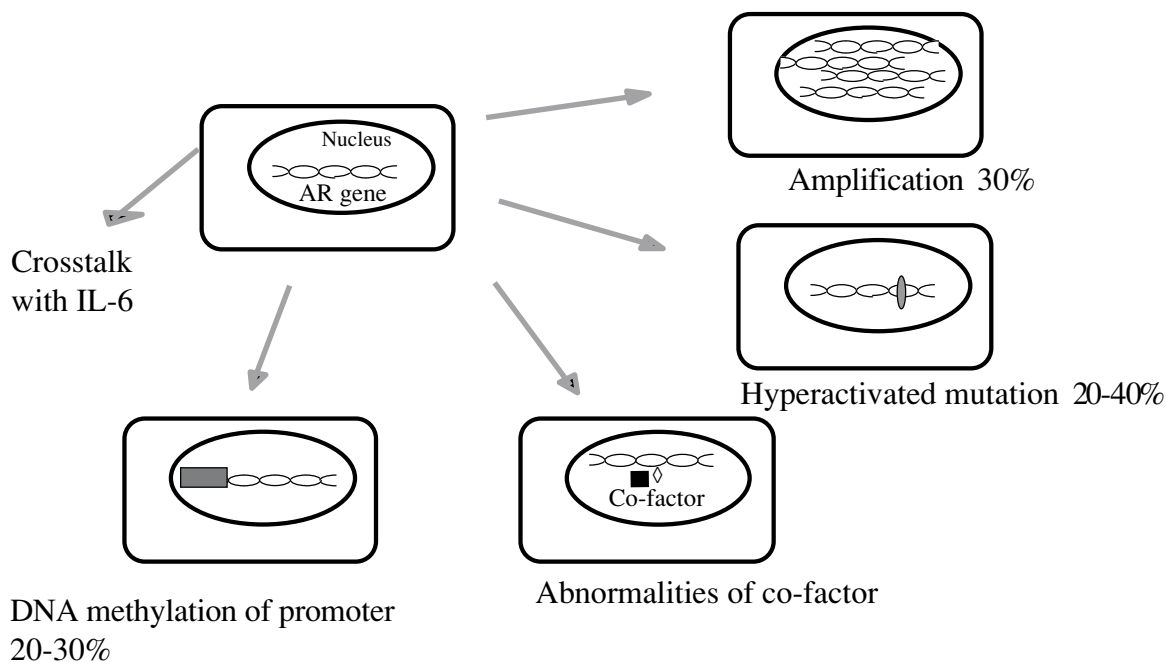 Nucleus
AR gene
Amplification 30%
Crosstalk
with IL-6
Hyperactivated mutation 20-40%
Co-factor
Abnormalities of co-factor
DNA methylation of promoter
20-30%